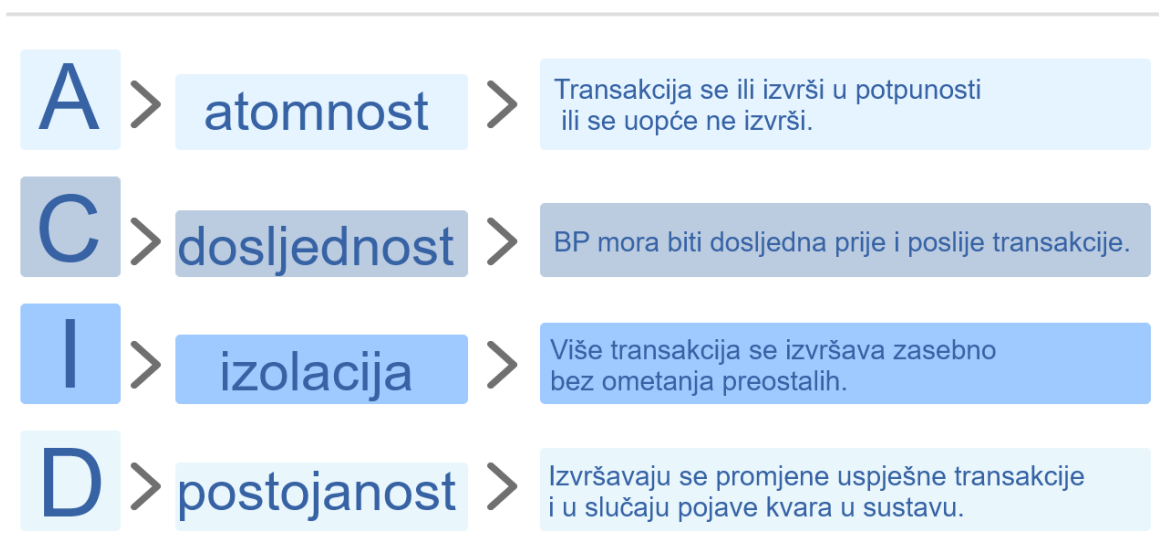 A
atomnost
Transakcija se ili izvrši u potpunosti
ili se uopće ne izvrši.
C
dosljednost
BP mora biti dosljedna prije i poslije transakcije.
I
izolacija
Više transakcija se izvršava zasebno
bez ometanja preostalih.
D
postojanost
Izvršavaju se promjene uspješne transakcije
i u slučaju pojave kvara u sustavu.